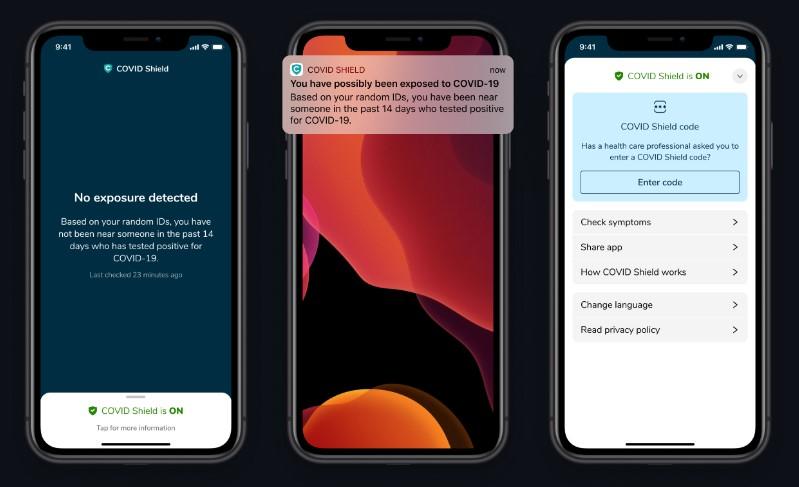 9:41
COVID Shield
No exposure detected
Based on your random IDs, you have
not been near someone in the past 14
days who has tested positive for
COVID-19.
Last checked 23 minutes ago
COVID Shield is ON
Tap for more information
COVID SHIELD
now
You have possibly been exposed to COVID-19
Based on your random IDs, you have been near
someone in the past 14 days who tested positive
for COVID-19.
9:41
COVID Shield is ON
COVID Shield code
Has a health care professional asked you to
enter a COVID Shield code?
Enter code
Check symptoms
Share app
How COVID Shield works
Change language
Read privacy policy